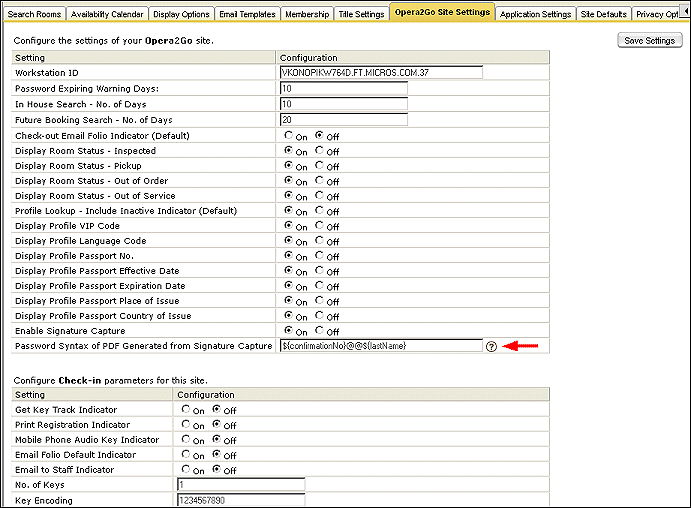 Search Rooms Availability Calendar Display Options Email Templates Membership Title Settings Opera2Go Site Settings Application Settings Site Defaults Privacy Opt
Configure the settings of your Opera2Go site. Save Settings
Setting Configuration
Workstation ID VKONOPIKW764D.FT.MICROS.COM.37
Password Expiring Warning Days: 10
In House Search - No. of Days 10
Future Booking Search - No. of Days 20
Check-out Email Folio Indicator (Default) On Off
Display Room Status - Inspected On Off
Display Room Status - Pickup On Off
Display Room Status - Out of Order On Off
Display Room Status - Out of Service On Off
Profile Lookup - Include Inactive Indicator (Default) On Off
Display Profile VIP Code On Off
Display Profile Language Code On Off
Display Profile Passport No. On Off
Display Profile Passport Effective Date On Off
Display Profile Passport Expiration Date On Off
Display Profile Passport Place of Issue On Off
Display Profile Passport Country of Issue On Off
Enable Signature Capture On Off
Password Syntax of PDF Generated from Signature Capture ${confirmationNo}@@${lastName} ?
Configure Check-in parameters for this site.
Setting Configuration
Get Key Track Indicator On Off
Print Registration Indicator On Off
Mobile Phone Audio Key Indicator On Off
Email Folio Default Indicator On Off
Email to Staff Indicator On Off
No. of Keys 1
Key Encoding 1234567890